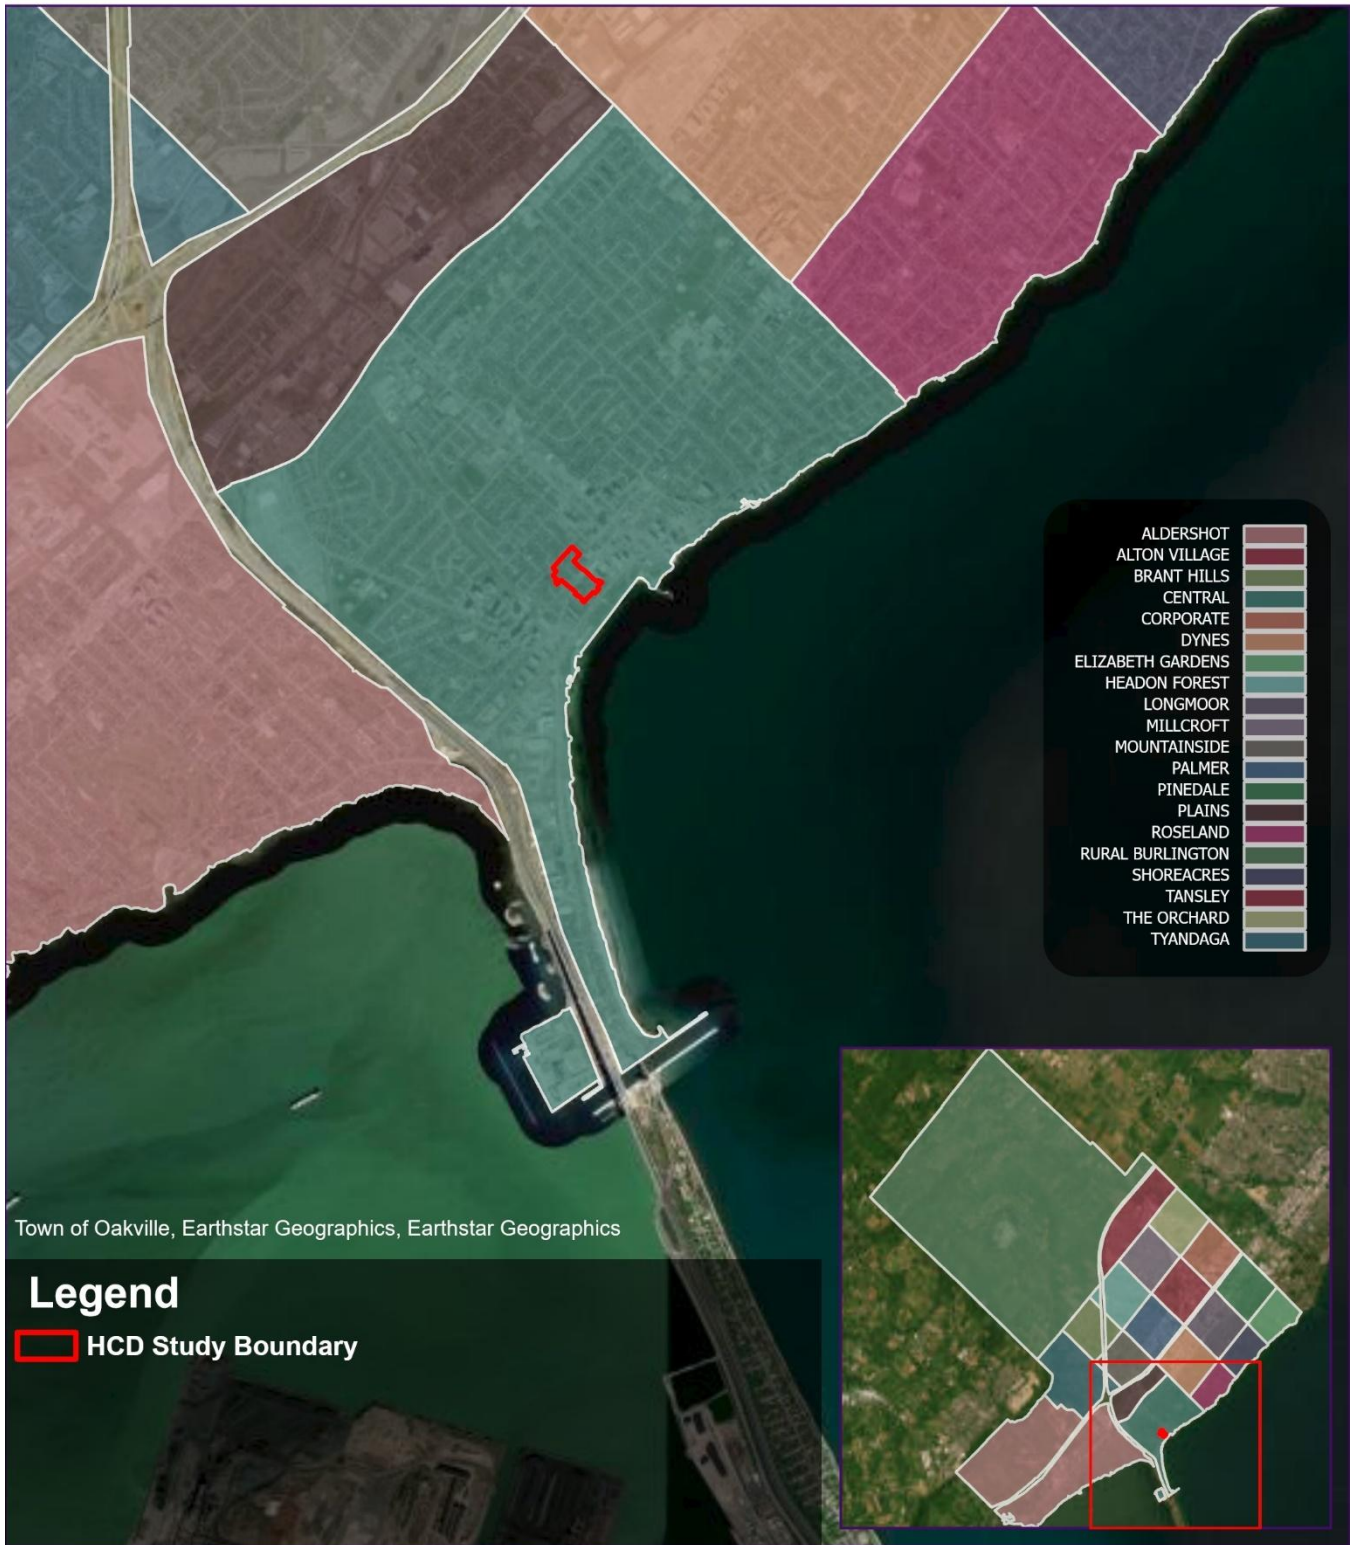 ALDERSHOT
ALTON VILLAGE
BRANT HILLS
CENTRAL
CORPORATE
DYNES
ELIZABETH GARDENS
HEADON FOREST
LONGMOOR
MILLCROFT
MOUNTAINSIDE
PALMER
PINEDALE
PLAINS
ROSELAND
RURAL BURLINGTON
SHOREACRES
TANSLEY
THE ORCHARD
TYANDAGA
Town of Oakville, Earthstar Geographics, Earthstar Geographics
Legend
HCD Study Boundary